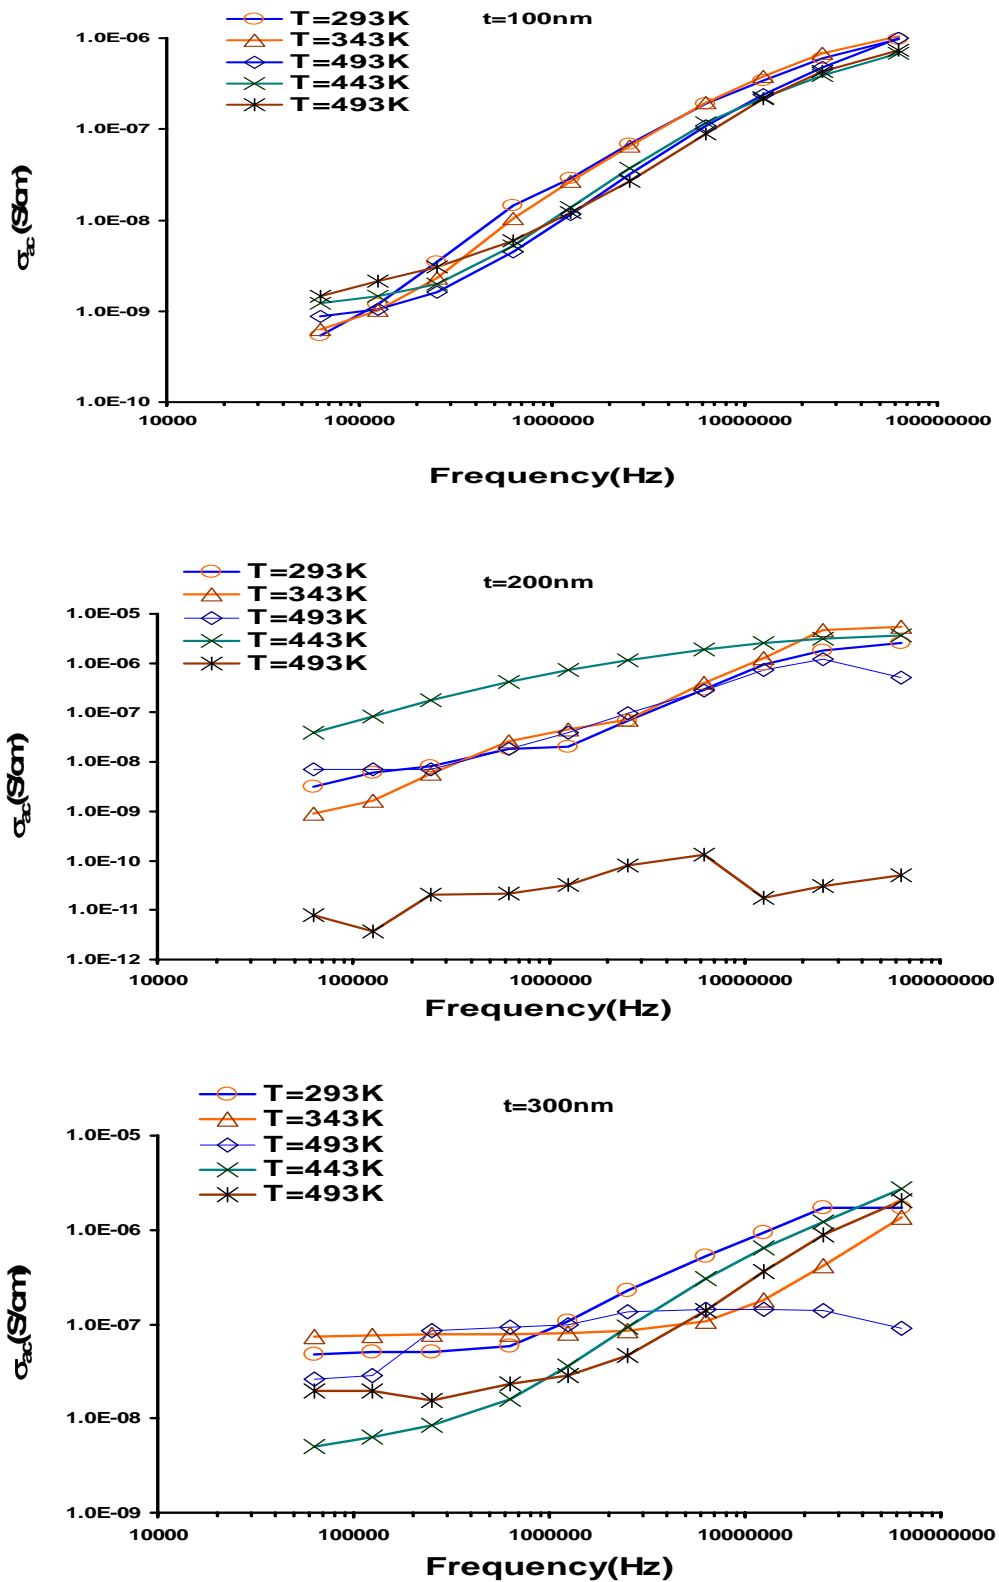 T=293K
t=100nm
T=343K
T=493K
T=443K
T=493K
1.0E-06
1.0E-07
1.0E-08
1.0E-09
1.0E-10
σac (S/cm)
10000 100000 1000000 10000000 100000000
Frequency(Hz)
T=293K
t=200nm
T=343K
T=493K
T=443K
T=493K
1.0E-05
1.0E-06
1.0E-07
1.0E-08
1.0E-09
1.0E-10
1.0E-11
1.0E-12
σac(S/cm)
10000 100000 1000000 10000000 100000000
Frequency(Hz)
T=293K
t=300nm
T=343K
T=493K
T=443K
T=493K
1.0E-05
1.0E-06
1.0E-07
1.0E-08
1.0E-09
σac(S/cm)
10000 100000 1000000 10000000 100000000
Frequency(Hz)